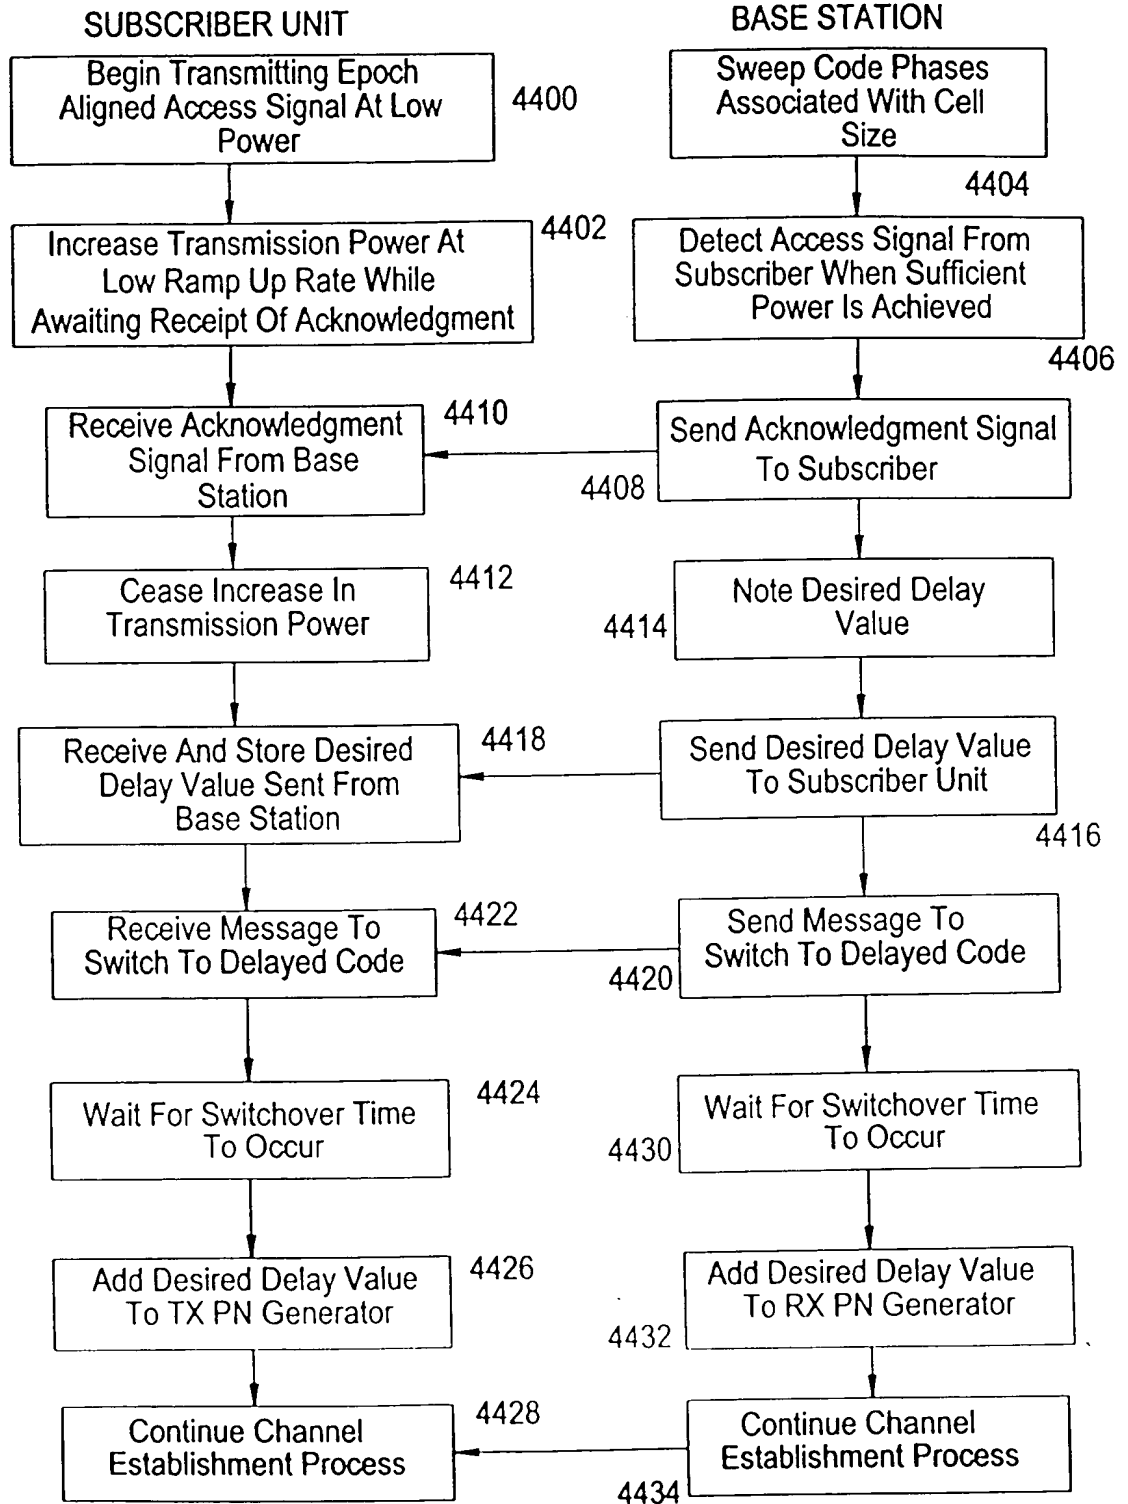 SUBSCRIBER UNIT
Begin Transmitting Epoch
Aligned Access Signal At Low
Power
4400
Increase Transmission Power At
Low Ramp Up Rate While
Awaiting Receipt Of Acknowledgment
4402
Receive Acknowledgment
Signal From Base
Station
4410
Cease Increase In
Transmission Power
4412
Receive And Store Desired
Delay Value Sent From
Base Station
4418
Receive Message To
Switch To Delayed Code
4422
Wait For Switchover Time
To Occur
4424
Add Desired Delay Value
To TX PN Generator
4426
Continue Channel
Establishment Process
4428
BASE STATION
Sweep Code Phases
Associated With Cell
Size
4404
Detect Access Signal From
Subscriber When Sufficient
Power Is Achieved
4406
Send Acknowledgment Signal
To Subscriber
4408
Note Desired Delay
Value
4414
Send Desired Delay Value
To Subscriber Unit
4416
Send Message To
Switch To Delayed Code
4420
Wait For Switchover Time
To Occur
4430
Add Desired Delay Value
To RX PN Generator
4432
Continue Channel
Establishment Process
4434